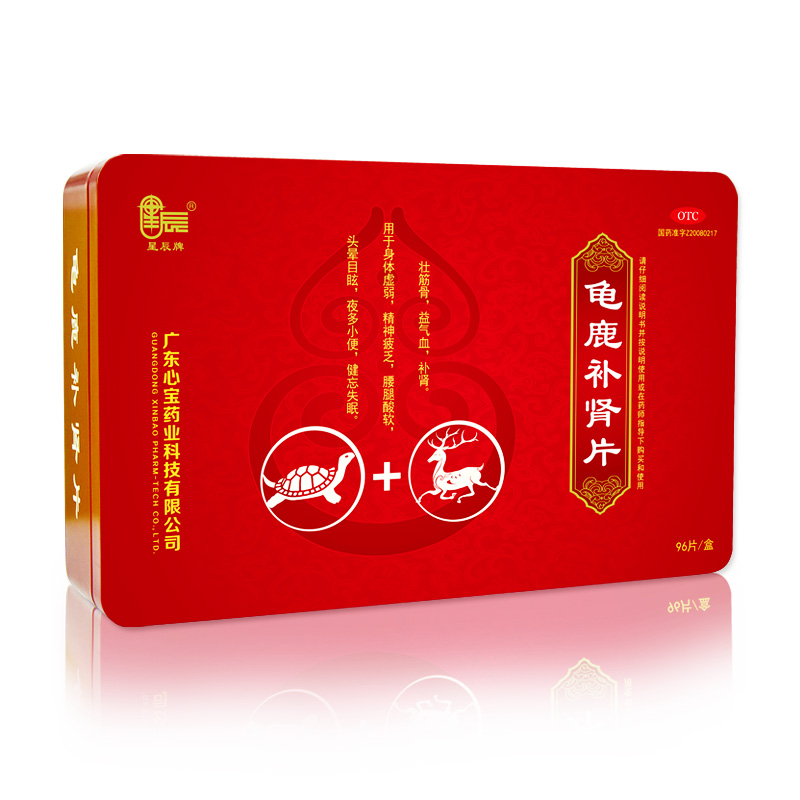 星辰牌
®
OTC
国药准字Z20080217
龟鹿补肾片
请仔细阅读说明书并按说明使用或在药师指导下购买和使用
壮筋骨，益气血，补肾。
用于身体虚弱，精神疲乏，腰腿酸软，
头晕目眩，夜多小便，健忘失眠。
+
广东心宝药业科技有限公司
GUANGDONG XINBAO PHARM-TECH CO., LTD.
龟鹿补肾片
96片/盒